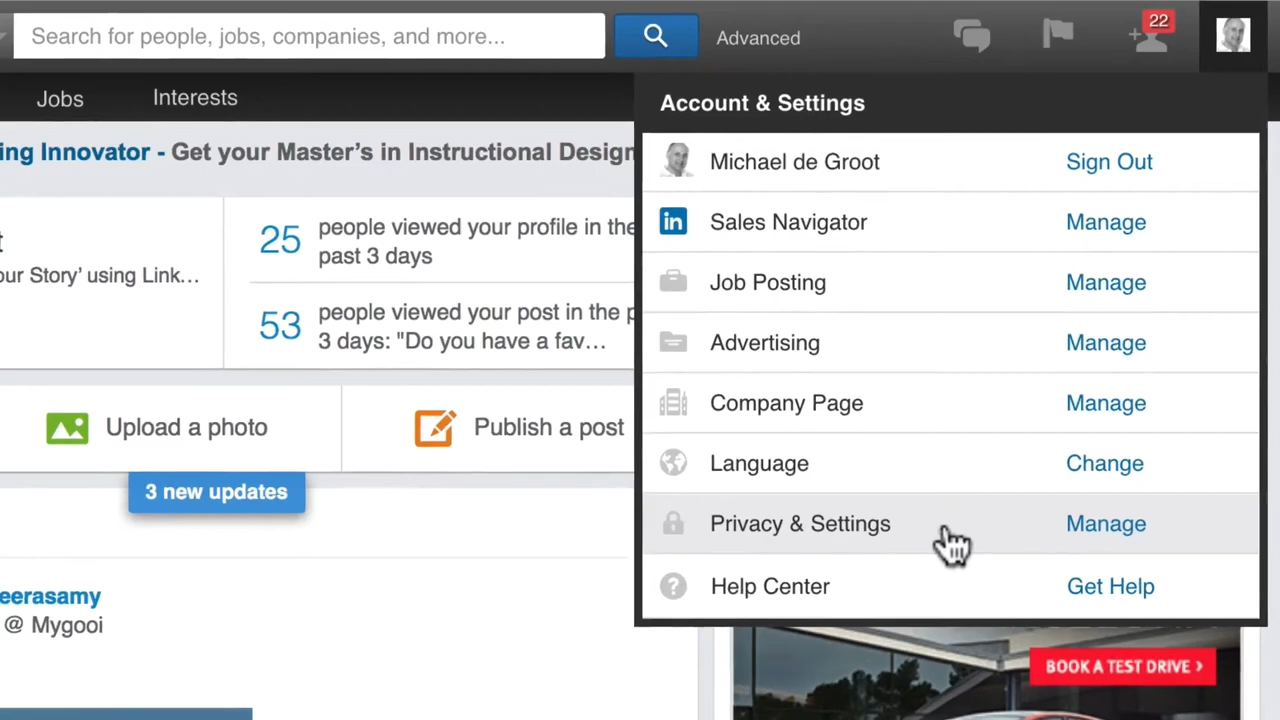 Search for people, jobs, companies, and more...
Advanced
22
Jobs
Interests
Account & Settings
ing Innovator - Get your Master's in Instructional Design
Michael de Groot
Sign Out
in
Sales Navigator
Manage
Job Posting
Manage
Advertising
Manage
Company Page
Manage
Language
Change
Privacy & Settings
Manage
?
Help Center
Get Help
t
our Story' using Link...
25
people viewed your profile in the
past 3 days
53
people viewed your post in the p
3 days: "Do you have a fav...
Upload a photo
Publish a post
3 new updates
eerasamy
@ Mygooi
BOOK A TEST DRIVE >